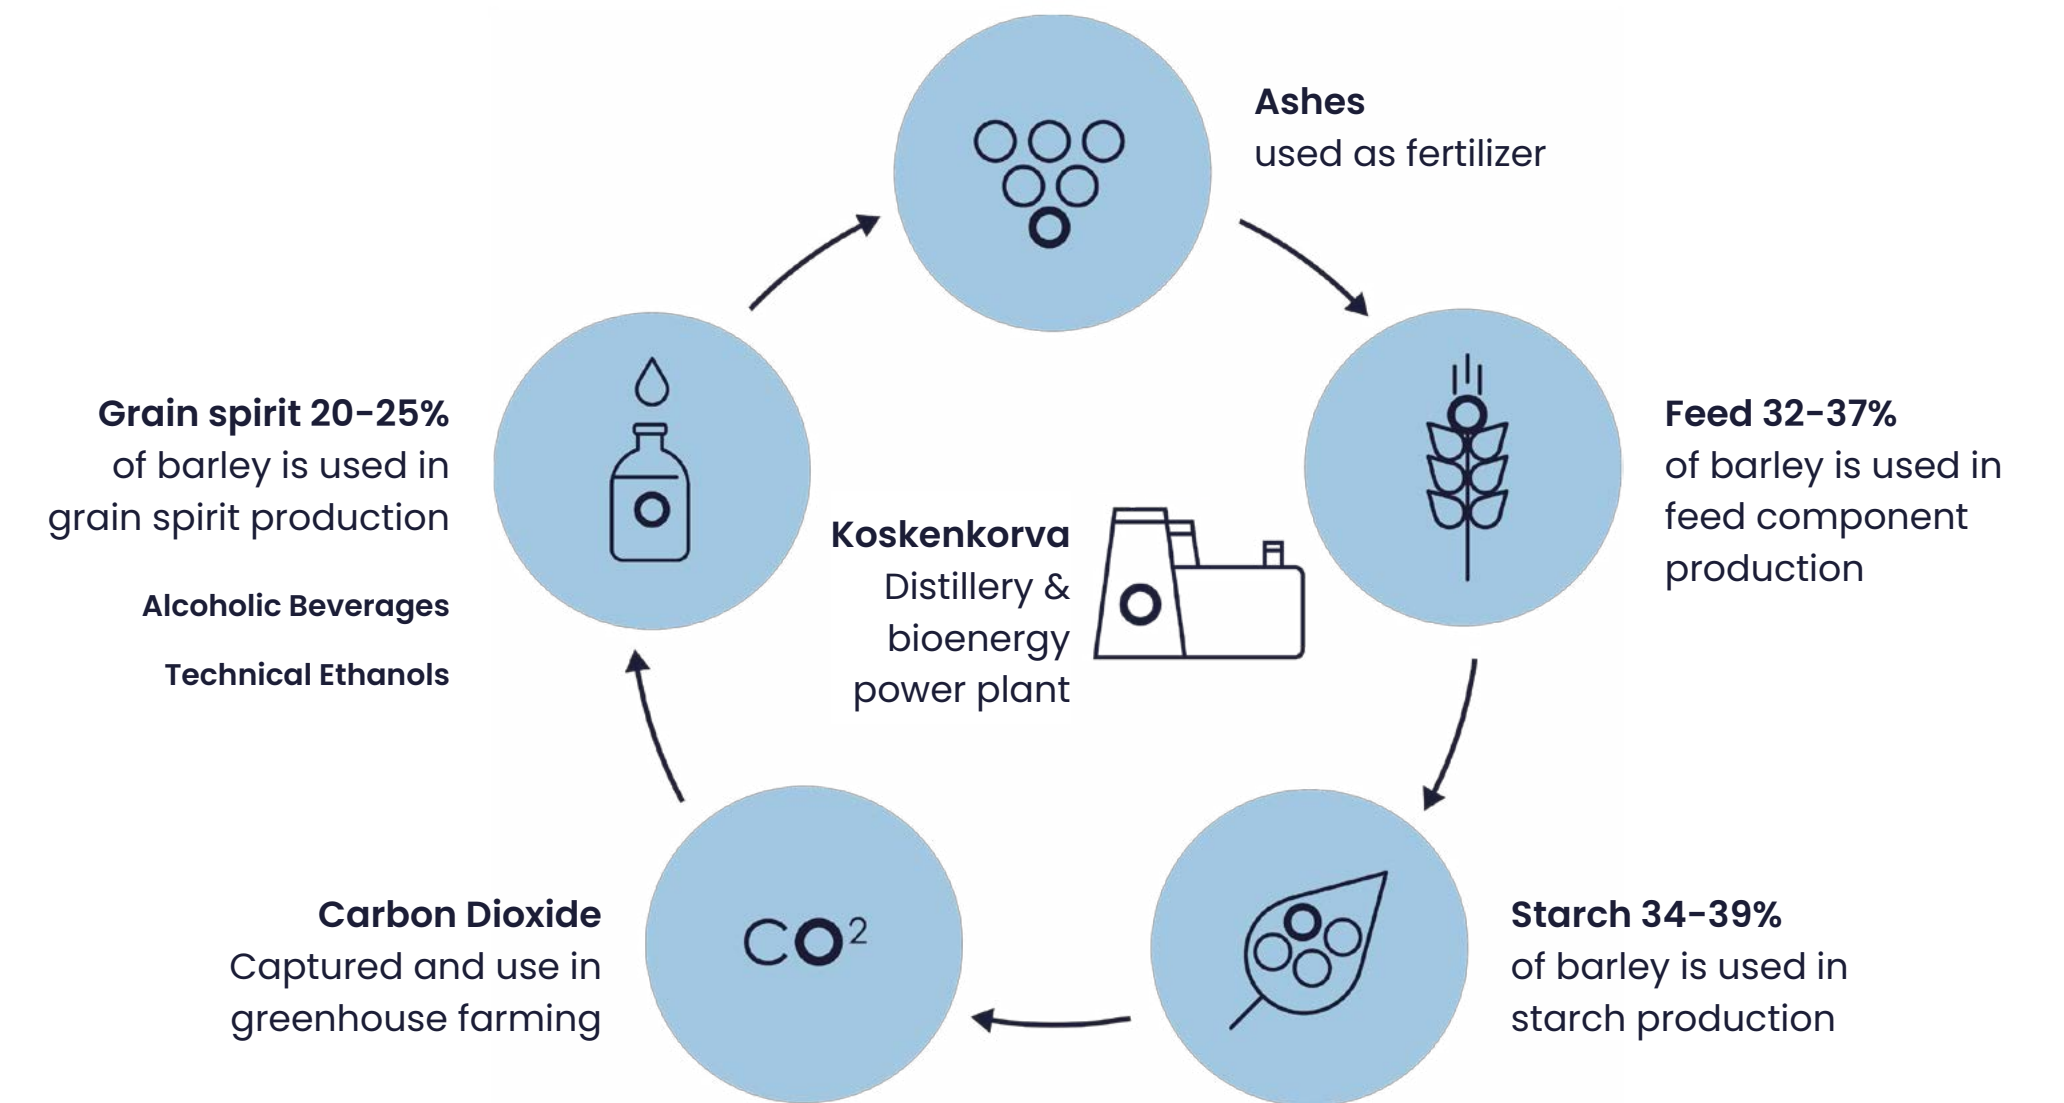 Ashes
used as fertilizer
Feed 32-37%
of barley is used in
feed component
production
Starch 34-39%
of barley is used in
starch production
CO²
Carbon Dioxide
Captured and use in
greenhouse farming
Grain spirit 20-25%
of barley is used in
grain spirit production
Alcoholic Beverages
Technical Ethanols
Koskenkorva
Distillery &
bioenergy
power plant